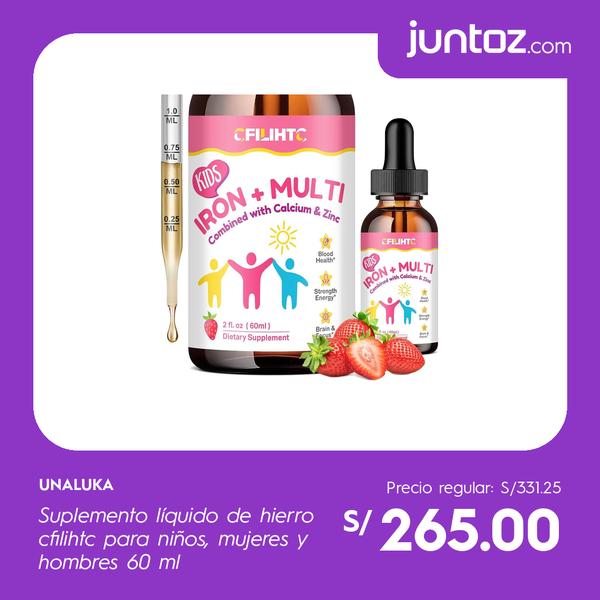 juntoz.com
1.0
ML
0.75
ML
0.50
ML
0.25
ML
CFILIHTC
KIDS
IRON + MULTI
Combined with Calcium & Zinc
Blood
Health*
Strength
Energy*
Brain &
Focus*
2 fl. oz ( 60ml )
Dietary Supplement
CFILIHTC
KIDS
IRON + MULTI
Combined with Calcium & Zinc
UNALUKA
Suplemento líquido de hierro
cfilihtc para niños, mujeres y
hombres 60 ml
Precio regular: S/331.25
S/ 265.00